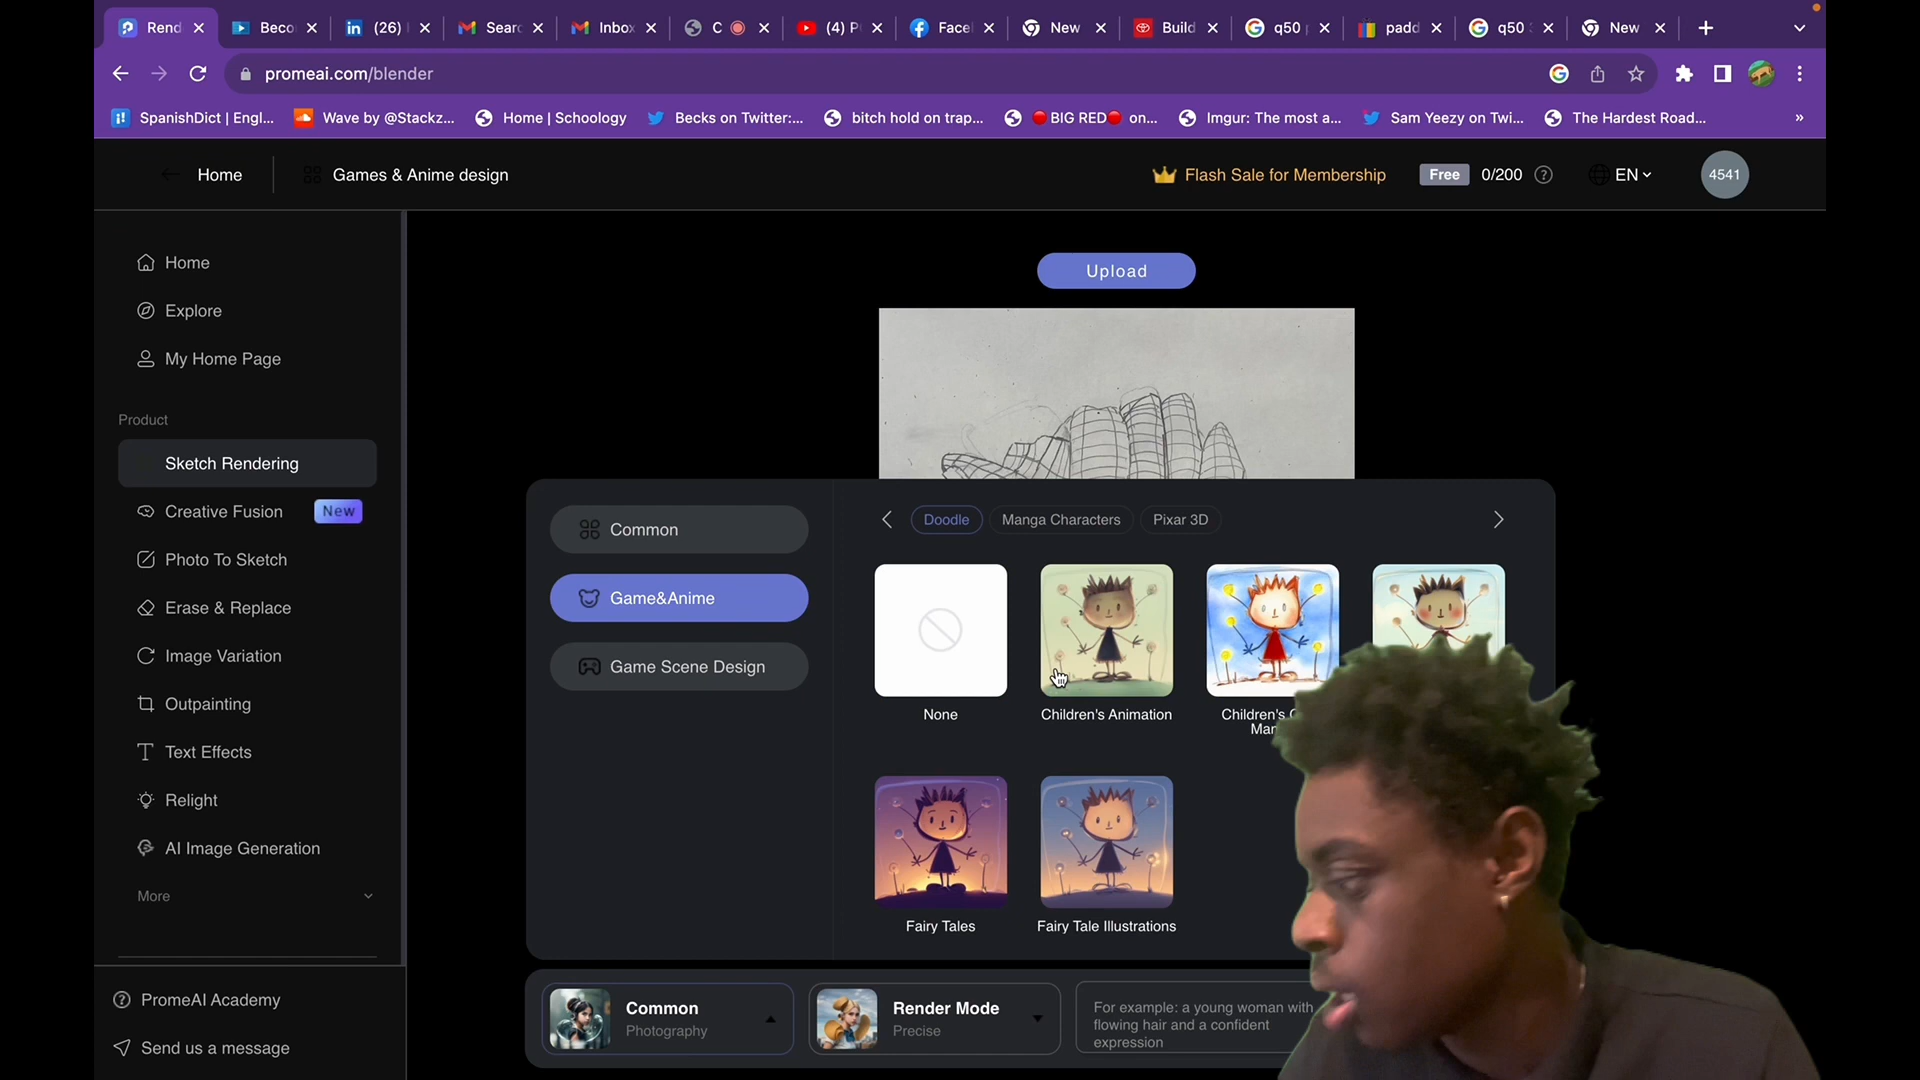 Rend
Beco
(26)
Sear
Inbox
C
(4) P
Face
New
Build
q50
padd
q50
New
promeai.com/blender
SpanishDict | Engl...
Wave by @Stackz...
Home | Schoology
Becks on Twitter:...
bitch hold on trap...
BIG RED on...
Imgur: The most a...
Sam Yeezy on Twi...
The Hardest Road...
»
Home
Games & Anime design
Flash Sale for Membership
Free
0/200
EN
4541
Home
Explore
My Home Page
Product
Sketch Rendering
Creative Fusion
New
Photo To Sketch
Erase & Replace
Image Variation
Outpainting
Text Effects
Relight
AI Image Generation
More
PromeAI Academy
Send us a message
Upload
Common
Game&Anime
Game Scene Design
Doodle
Manga Characters
Pixar 3D
None
Children's Animation
Children's
Fairy Tales
Fairy Tale Illustrations
Common
Photography
Render Mode
Precise
For example: a young woman with
flowing hair and a confident
expression